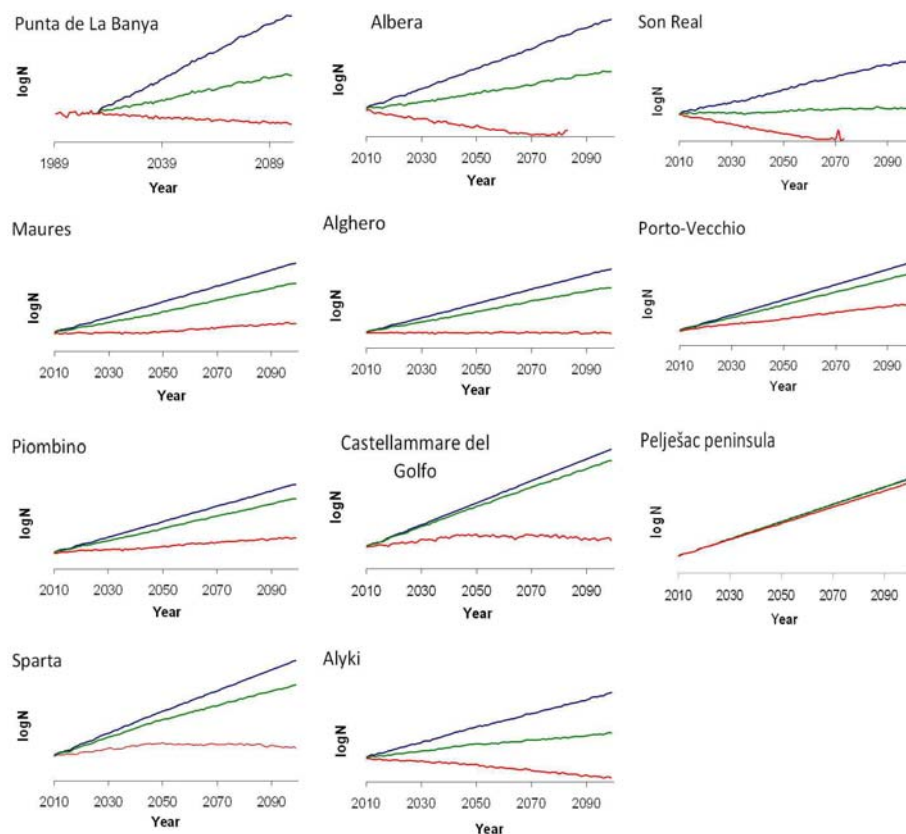 Punta de La Banya
logN
1989 2039 2089
Year
Albera
logN
2010 2030 2050 2070 2090
Year
Son Real
logN
2010 2030 2050 2070 2090
Year
Maures
logN
2010 2030 2050 2070 2090
Year
Alghero
logN
2010 2030 2050 2070 2090
Year
Porto-Vecchio
logN
2010 2030 2050 2070 2090
Year
Piombino
logN
2010 2030 2050 2070 2090
Year
Castellammare del
Golfo
logN
2010 2030 2050 2070 2090
Year
Pelješac peninsula
logN
2010 2030 2050 2070 2090
Year
Sparta
logN
2010 2030 2050 2070 2090
Year
Alyki
logN
2010 2030 2050 2070 2090
Year